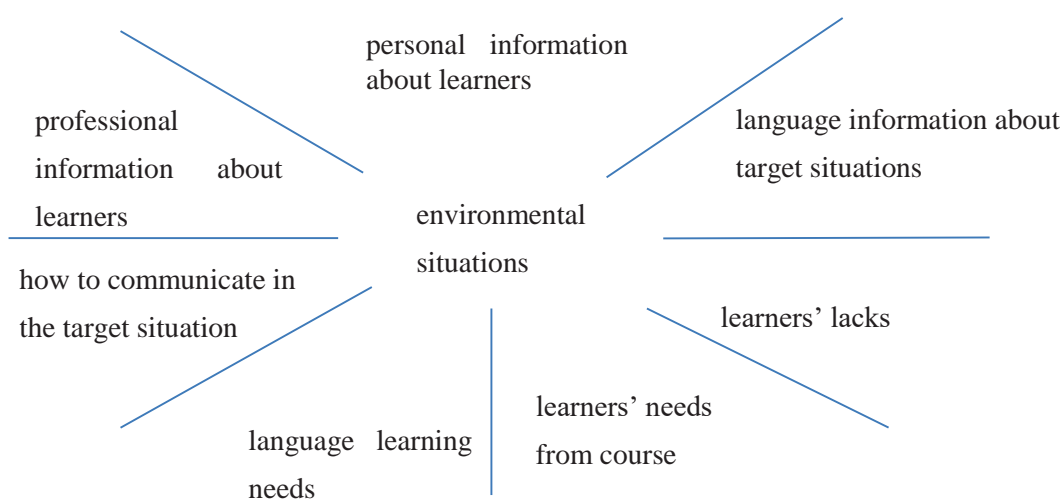 personal information
about learners
professional
information about
learners
language information about
target situations
environmental
situations
how to communicate in
the target situation
learners’ lacks
learners’ needs
from course
language learning
needs